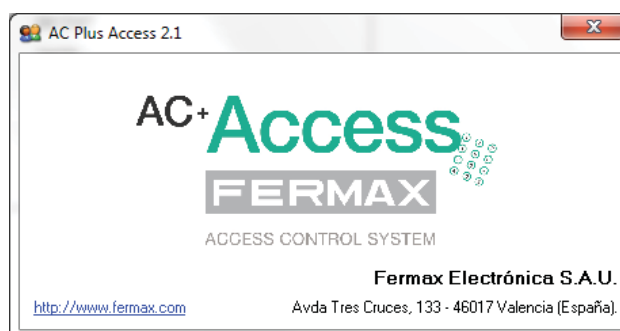 AC Plus Access 2.1
AC+Access
FERMAX
ACCESS CONTROL SYSTEM
Fermax Electrónica S.A.U.
http://www.fermax.com Avda Tres Cruces, 133 - 46017 Valencia (España).